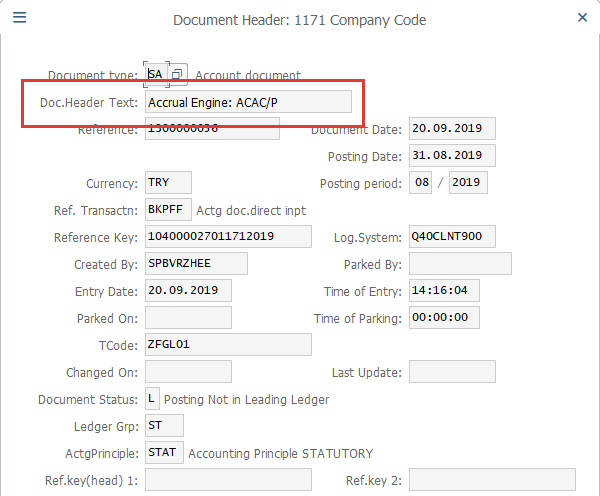 Document Header: 1171 Company Code
Document type: SA Account document
Doc.Header Text: Accrual Engine: ACAC/P
Reference: 1300000056 Document Date: 20.09.2019
Posting Date: 31.08.2019
Currency: TRY Posting period: 08 / 2019
Ref. Transactn: BKPFF Actg doc.direct inpt
Reference Key: 104000027011712019 Log.System: Q40CLNT900
Created By: SPBVRZHEE Parked By:
Entry Date: 20.09.2019 Time of Entry: 14:16:04
Parked On: Time of Parking: 00:00:00
TCode: ZFGL01
Changed On: Last Update:
Document Status: L Posting Not in Leading Ledger
Ledger Grp: ST
ActgPrinciple: STAT Accounting Principle STATUTORY
Ref.key(head) 1: Ref.key 2: